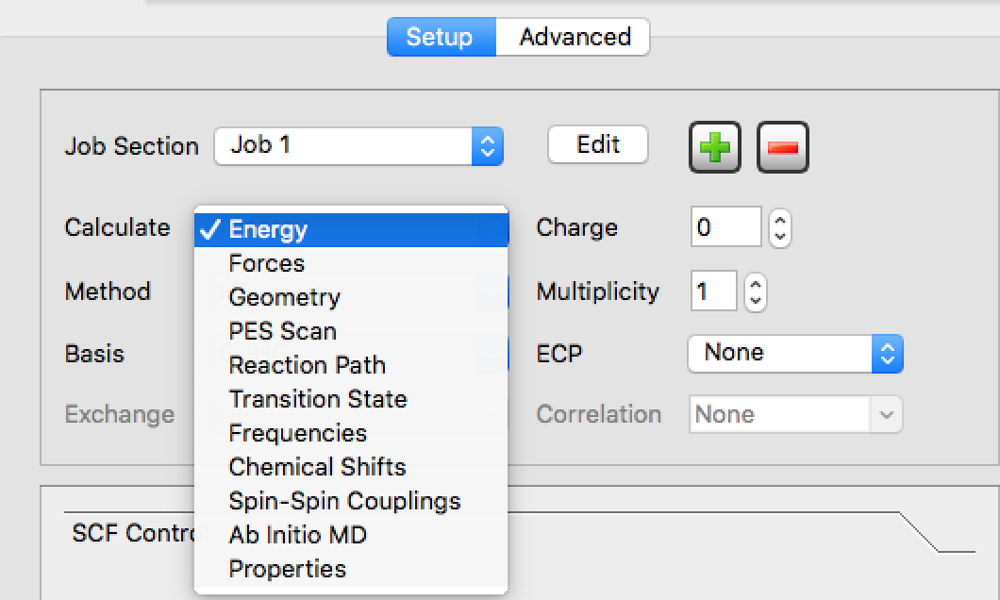 Setup Advanced
Job Section Job 1 Edit
Calculate ✓ Energy Charge 0
Forces
Method Geometry Multiplicity 1
PES Scan
Basis Reaction Path ECP None
Transition State
Exchange Frequencies Correlation None
Chemical Shifts
Spin-Spin Couplings
SCF Contro Ab Initio MD
Properties